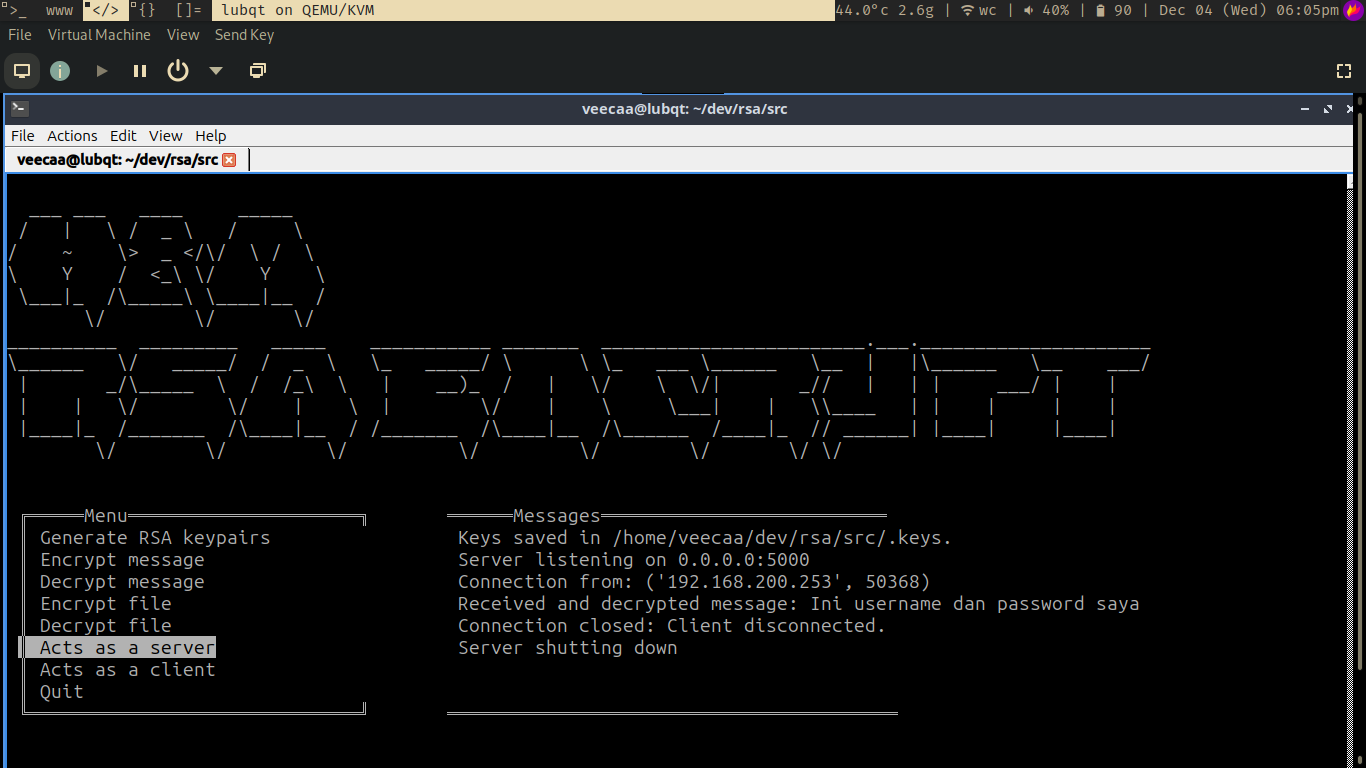 >_ www </> {} []= lubqt on QEMU/KVM 44.0°c 2.6g | wc | 40% | 90 | Dec 04 (Wed) 06:05pm
File Virtual Machine View Send Key
veecaa@lubqt: ~/dev/rsa/src
File Actions Edit View Help
veecaa@lubqt: ~/dev/rsa/src
H&M
RSAENCRYPT
Menu
Generate RSA keypairs
Encrypt message
Decrypt message
Encrypt file
Decrypt file
Acts as a server
Acts as a client
Quit
Messages
Keys saved in /home/veecaa/dev/rsa/src/.keys.
Server listening on 0.0.0.0:5000
Connection from: ('192.168.200.253', 50368)
Received and decrypted message: Ini username dan password saya
Connection closed: Client disconnected.
Server shutting down